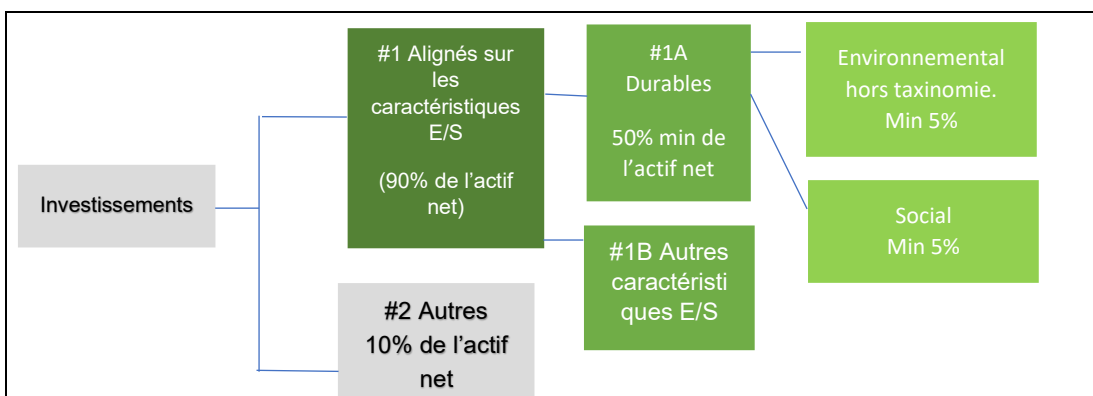 Investissements
#1 Alignés sur
les
caractéristiques
E/S
(90% de l’actif
net)
#2 Autres
10% de l’actif
net
#1A
Durables
50% min de
l’actif net
#1B Autres
caractéristi
ques E/S
Environnemental
hors taxinomie.
Min 5%
Social
Min 5%